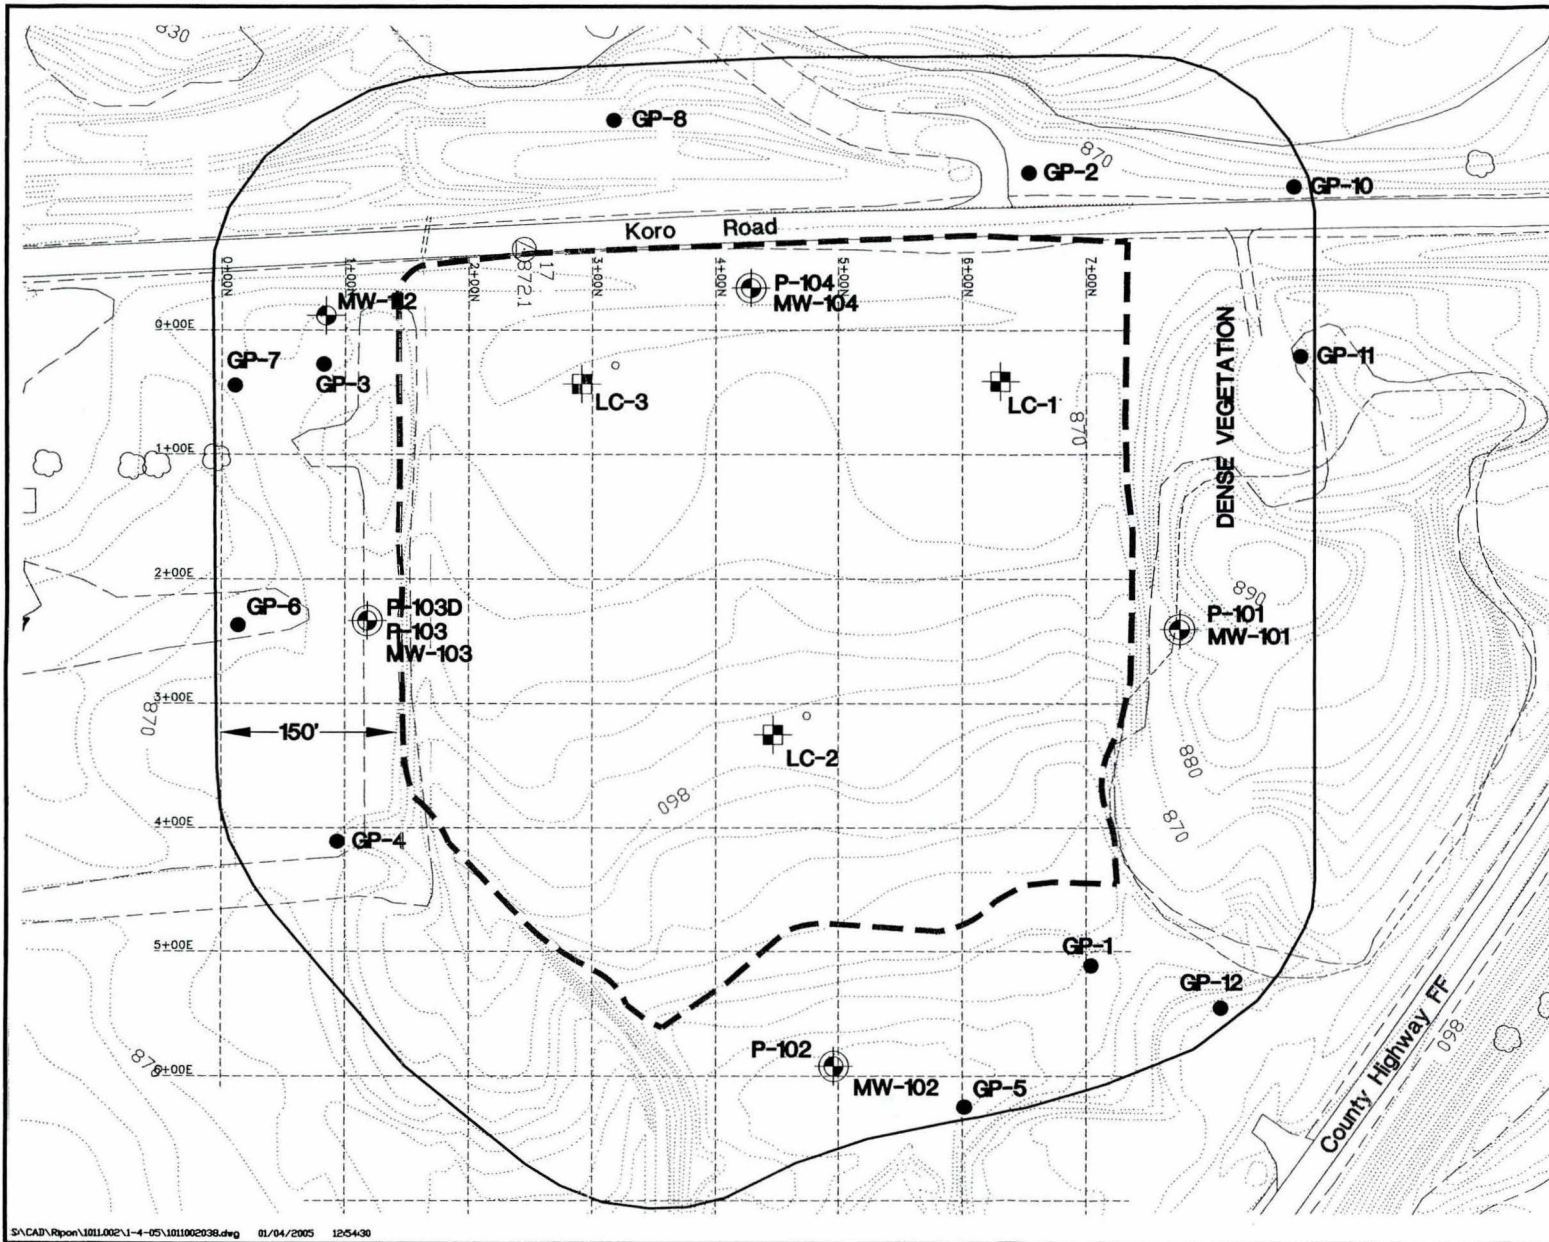 830
GP-8
870
GP-2
GP-10
Koro Road
17
872.1
0+00N
1+00N
2+00N
3+00N
4+00N
5+00N
6+00N
7+00N
P-104
MW-104
MW-112
0+00E
GP-7
GP-3
GP-11
LC-3
LC-1
870
DENSE VEGETATION
1+00E
2+00E
890
GP-6
P-103D
P-103
MW-103
P-101
MW-101
3+00E
870
150'
LC-2
880
860
4+00E
870
GP-4
5+00E
GP-1
GP-12
County Highway FF
860
P-102
MW-102
GP-5
6+00E
S:\CAD\Ripon\1011.002\1-4-05\1011002038.dwg 01/04/2005 12:54:30